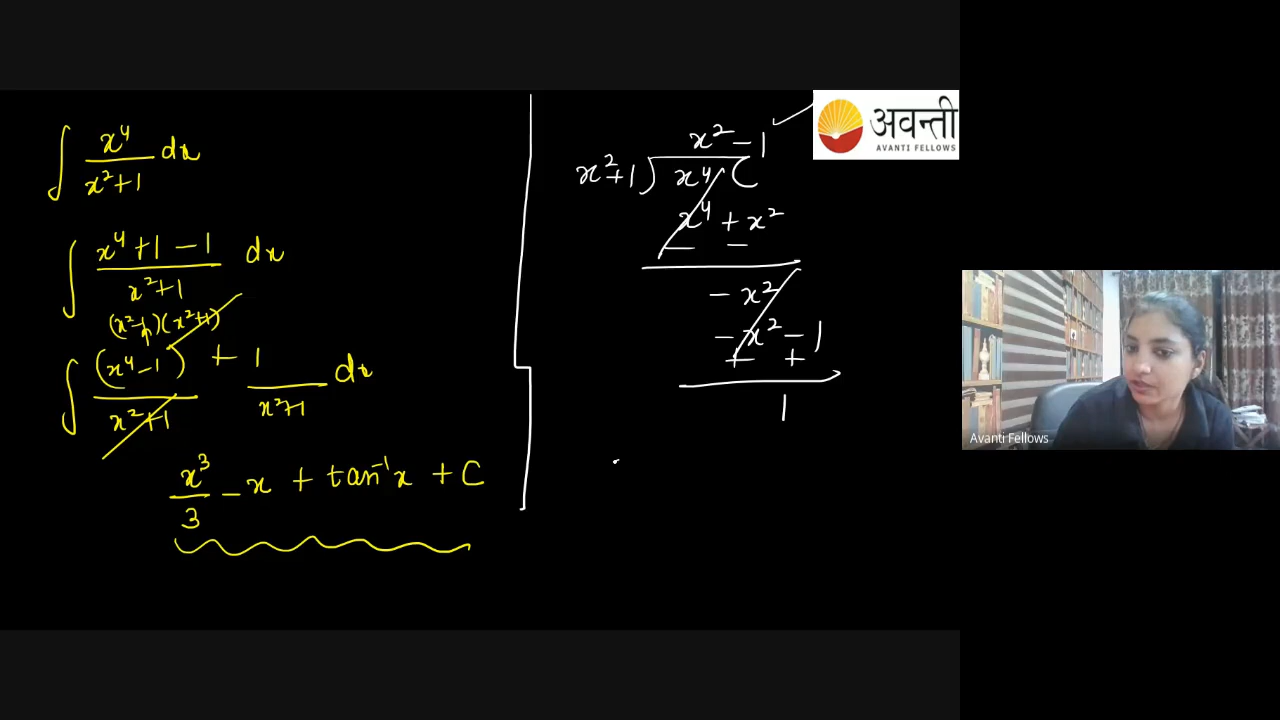 ∫ x⁴/(x²+1) dx
∫ (x⁴+1−1)/(x²+1) dx
(x²−1)(x²+1)
∫ (x⁴−1)/(x²+1) + 1/(x²+1) dx
x³/3 − x + tan⁻¹x + C
x²−1
x²+1) x⁴ (
x⁴ + x²
− −
− x²
− x² − 1
+ +
1
अवन्ती
AVANTI FELLOWS
Avanti Fellows